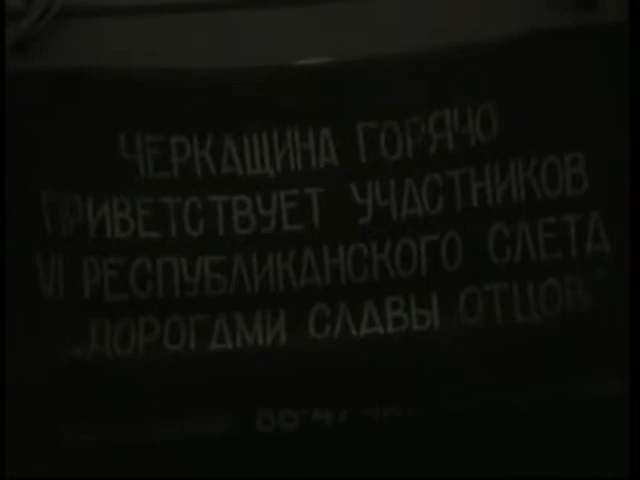 ЧЕРКАЩИНА ГОРЯЧО
ПРИВЕТСТВУЕТ УЧАСТНИКОВ
VI РЕСПУБЛИКАНСКОГО СЛЕТА
„ДОРОГАМИ СЛАВЫ ОТЦОВ"